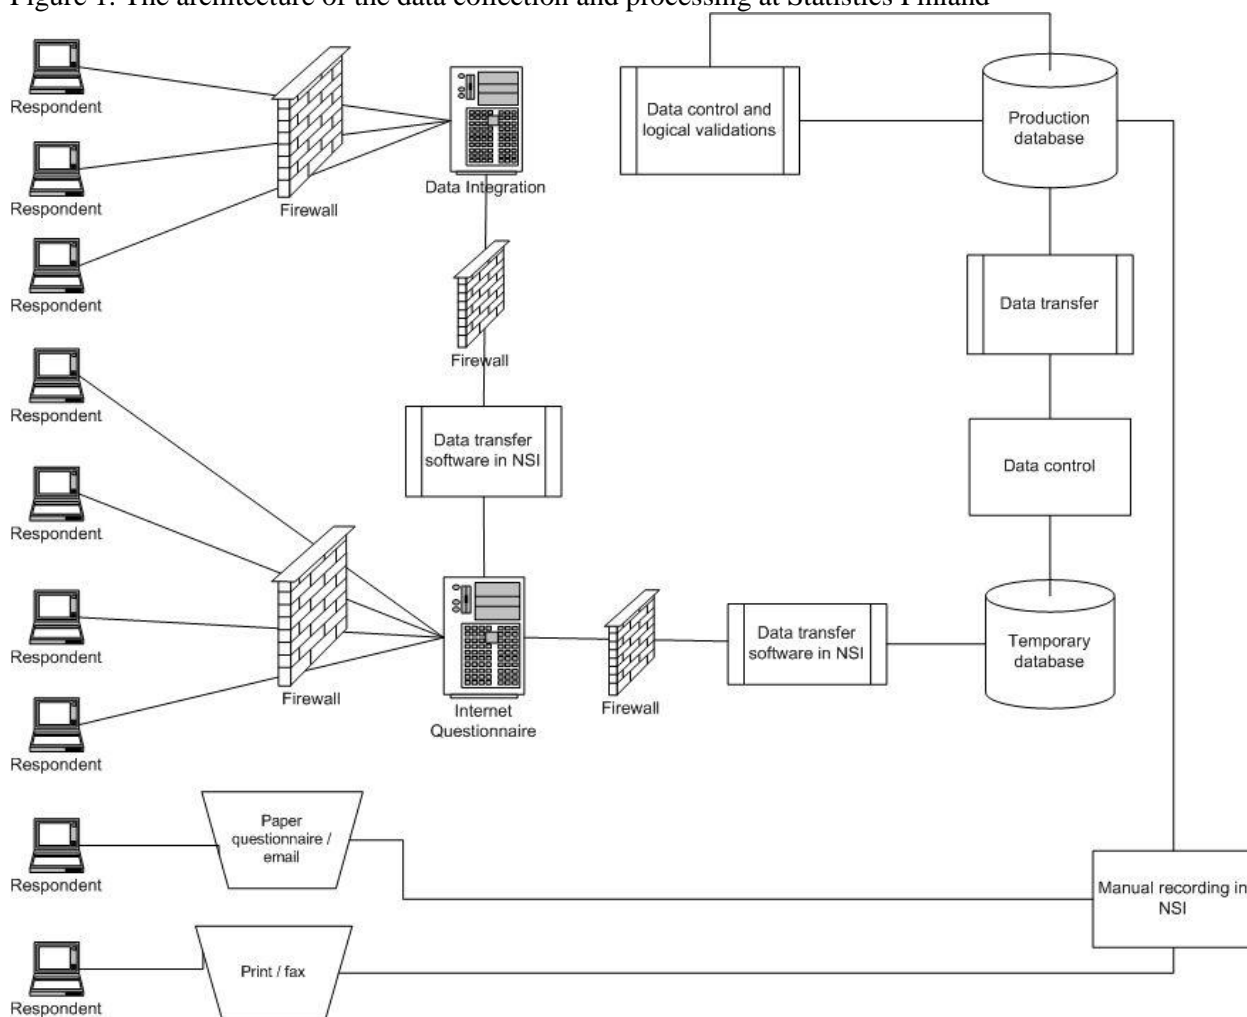 Figure 1. The architecture of the data collection and processing at Statistics Finland
Respondent
Respondent
Respondent
Firewall
Data Integration
Data control and
logical validations
Production
database
Firewall
Data transfer
Respondent
Data transfer
software in NSI
Data control
Respondent
Respondent
Respondent
Firewall
Internet
Questionnaire
Firewall
Data transfer
software in NSI
Temporary
database
Respondent
Paper
questionnaire /
email
Manual recording in
NSI
Respondent
Print / fax